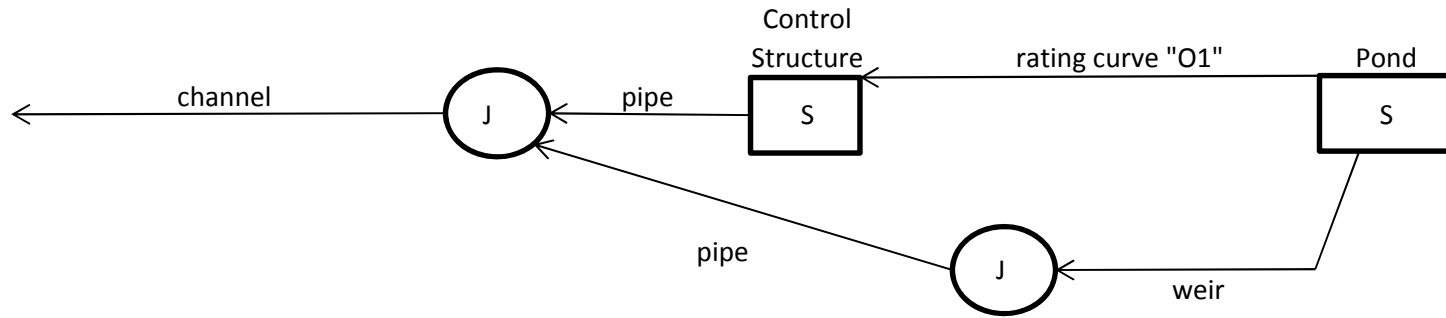 Control
Structure
rating curve "O1"
Pond
channel
pipe
J
S
S
pipe
J
weir